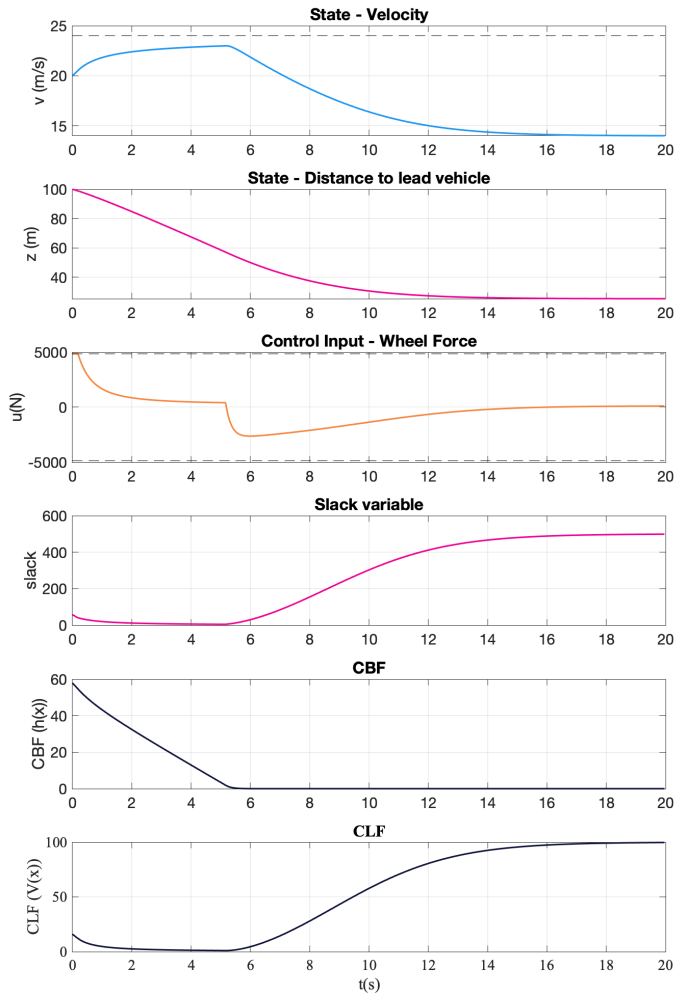 State - Velocity
v (m/s)
25
20
15
0 2 4 6 8 10 12 14 16 18 20
State - Distance to lead vehicle
z (m)
100
80
60
40
0 2 4 6 8 10 12 14 16 18 20
Control Input - Wheel Force
u(N)
5000
0
-5000
0 2 4 6 8 10 12 14 16 18 20
Slack variable
slack
600
400
200
0
0 2 4 6 8 10 12 14 16 18 20
CBF
CBF (h(x))
60
40
20
0
0 2 4 6 8 10 12 14 16 18 20
CLF
CLF (V(x))
100
50
0
0 2 4 6 8 10 12 14 16 18 20
t(s)